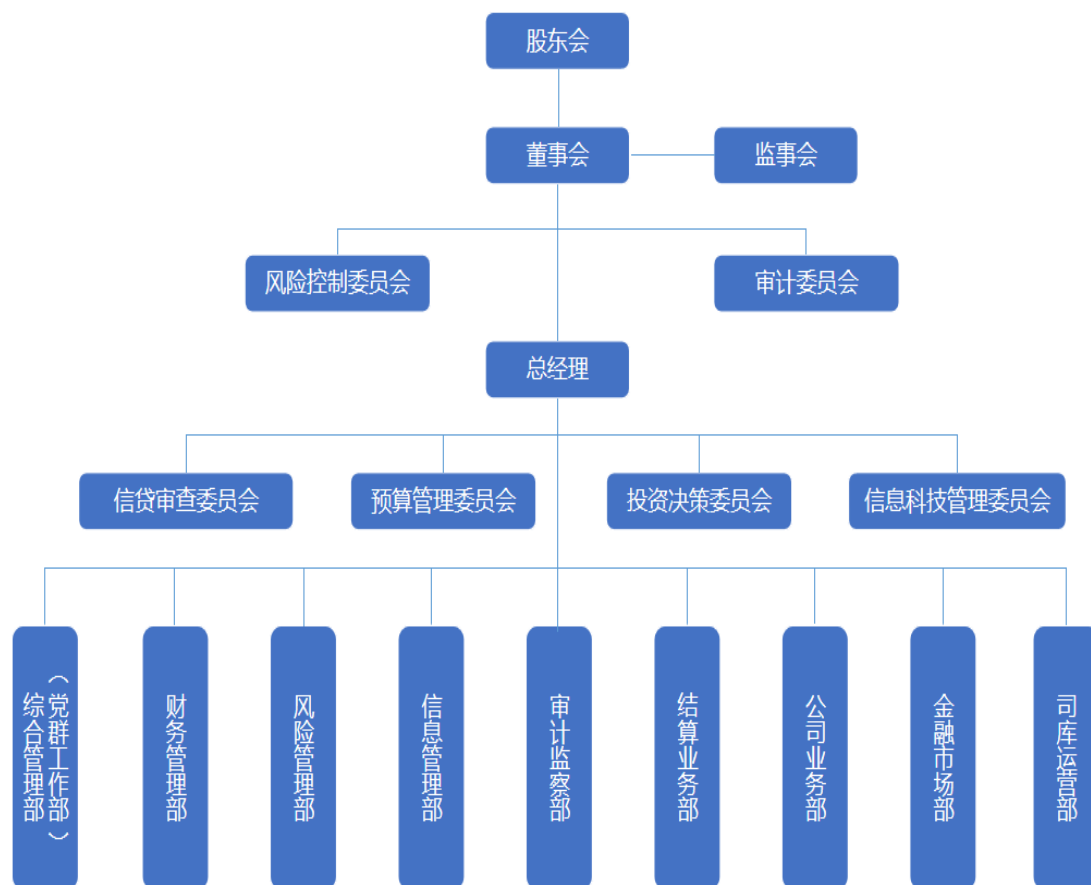 股东会
董事会
监事会
风险控制委员会
审计委员会
总经理
信贷审查委员会
预算管理委员会
投资决策委员会
信息科技管理委员会
综合管理部
（党群工作部）
财务管理部
风险管理部
信息管理部
审计监察部
结算业务部
公司业务部
金融市场部
司库运营部